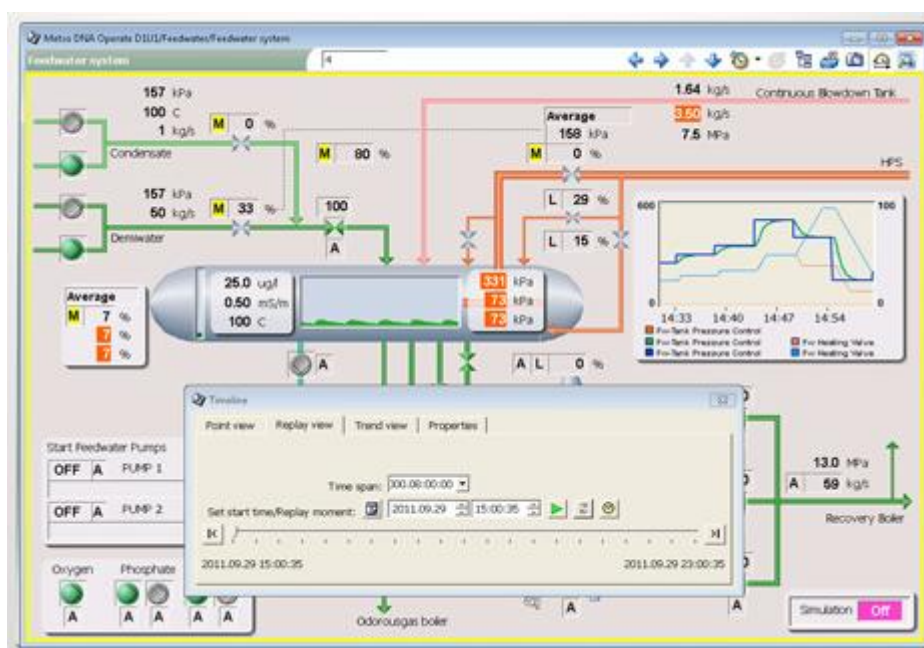 Metso DNA Operate D1U1/Feedwater/Feedwater system
Feedwater system
157 kPa
100 C
1 kg/s
M 0 %
Condensate
M 80 %
Average
158 kPa
M 0 %
1.64 kg/s
Continuous Blowdown Tank
3.50 kg/s
7.5 MPa
HPS
157 kPa
50 kg/s
M 33 %
Demiwater
100
A
L 29 %
L 15 %
600
100
0
0
14:33 14:40 14:47 14:54
Fw-Tank Pressure Control
Fw-Tank Pressure Control
Fw Heating Valve
Fw-Tank Pressure Control
Fw Heating Valve
Average
M 7 %
7 %
7 %
25.0 ug/l
0.50 mS/m
100 C
331 kPa
73 kPa
73 kPa
A
A L 0 %
Timeline
Point view Replay view Trend view Properties
Time span: 000.08:00:00
Set start time/Replay moment: 2011.09.29 15:00:35
2011.09.29 15:00:35
2011.09.29 23:00:35
Start Feedwater Pumps
OFF A PUMP 1
OFF A PUMP 2
13.0 MPa
A 59 kg/s
Recovery Boiler
Oxygen Phosphate
A A A A
Odorousgas boiler
A
A
Simulation Off